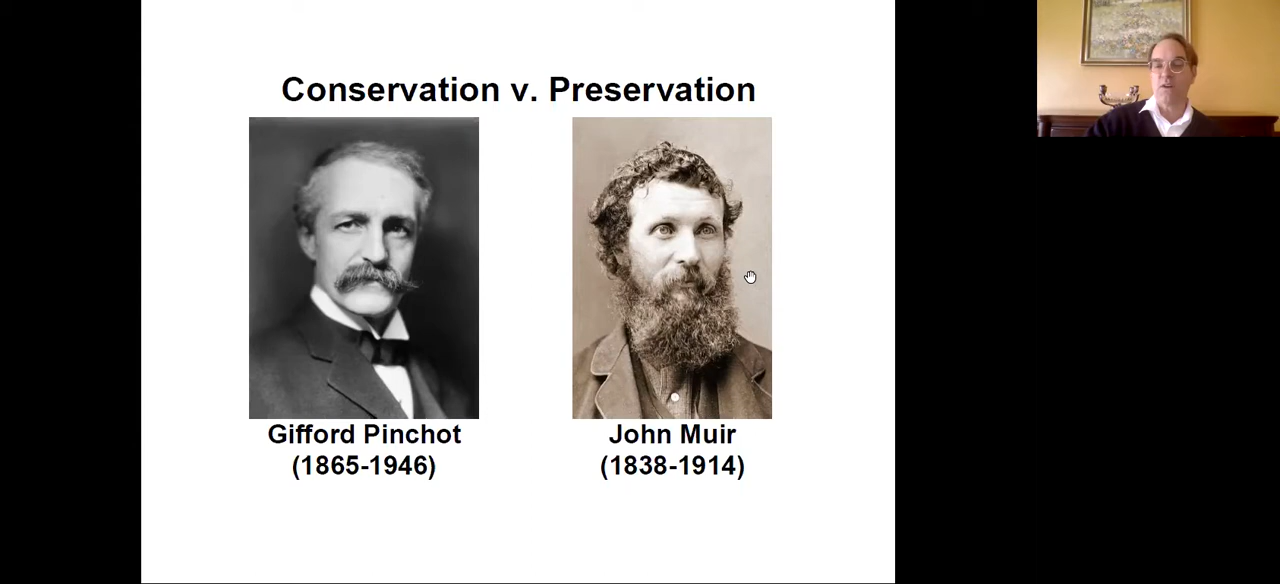 Conservation v. Preservation
Gifford Pinchot
(1865-1946)
John Muir
(1838-1914)